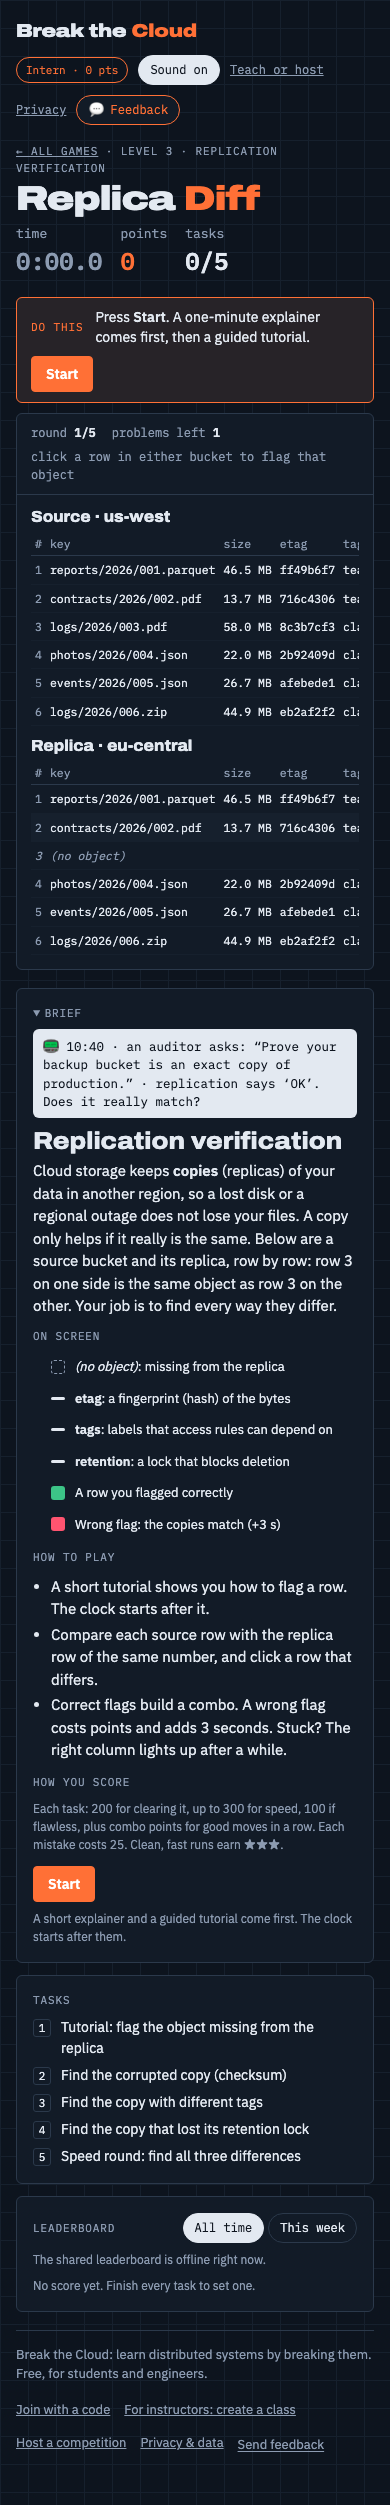 Break the Cloud
Intern · 0 pts Sound on Teach or host
Privacy 💬 Feedback
← ALL GAMES · LEVEL 3 · REPLICATION
VERIFICATION
Replica Diff
time points tasks
0:00.0 0 0/5
DO THIS Press Start. A one-minute explainer
comes first, then a guided tutorial.
Start
round 1/5 problems left 1
click a row in either bucket to flag that
object
Source · us-west
# key size etag
1 reports/2026/001.parquet 46.5 MB ff49b6f7
2 contracts/2026/002.pdf 13.7 MB 716c4306
3 logs/2026/003.pdf 58.0 MB 8c3b7cf3
4 photos/2026/004.json 22.0 MB 2b92409d
5 events/2026/005.json 26.7 MB afebede1
6 logs/2026/006.zip 44.9 MB eb2af2f2
Replica · eu-central
# key size etag
1 reports/2026/001.parquet 46.5 MB ff49b6f7
2 contracts/2026/002.pdf 13.7 MB 716c4306
3 (no object)
4 photos/2026/004.json 22.0 MB 2b92409d
5 events/2026/005.json 26.7 MB afebede1
6 logs/2026/006.zip 44.9 MB eb2af2f2
▼ BRIEF
10:40 · an auditor asks: “Prove your
backup bucket is an exact copy of
production.” · replication says ‘OK’.
Does it really match?
Replication verification
Cloud storage keeps copies (replicas) of your
data in another region, so a lost disk or a
regional outage does not lose your files. A copy
only helps if it really is the same. Below are a
source bucket and its replica, row by row: row 3
on one side is the same object as row 3 on the
other. Your job is to find every way they differ.
ON SCREEN
(no object): missing from the replica
etag: a fingerprint (hash) of the bytes
tags: labels that access rules can depend on
retention: a lock that blocks deletion
A row you flagged correctly
Wrong flag: the copies match (+3 s)
HOW TO PLAY
• A short tutorial shows you how to flag a row.
The clock starts after it.
• Compare each source row with the replica
row of the same number, and click a row that
differs.
• Correct flags build a combo. A wrong flag
costs points and adds 3 seconds. Stuck? The
right column lights up after a while.
HOW YOU SCORE
Each task: 200 for clearing it, up to 300 for speed, 100 if
flawless, plus combo points for good moves in a row. Each
mistake costs 25. Clean, fast runs earn ★★★.
Start
A short explainer and a guided tutorial come first. The clock
starts after them.
TASKS
1 Tutorial: flag the object missing from the
replica
2 Find the corrupted copy (checksum)
3 Find the copy with different tags
4 Find the copy that lost its retention lock
5 Speed round: find all three differences
LEADERBOARD All time This week
The shared leaderboard is offline right now.
No score yet. Finish every task to set one.
Break the Cloud: learn distributed systems by breaking them.
Free, for students and engineers.
Join with a code For instructors: create a class
Host a competition Privacy & data Send feedback